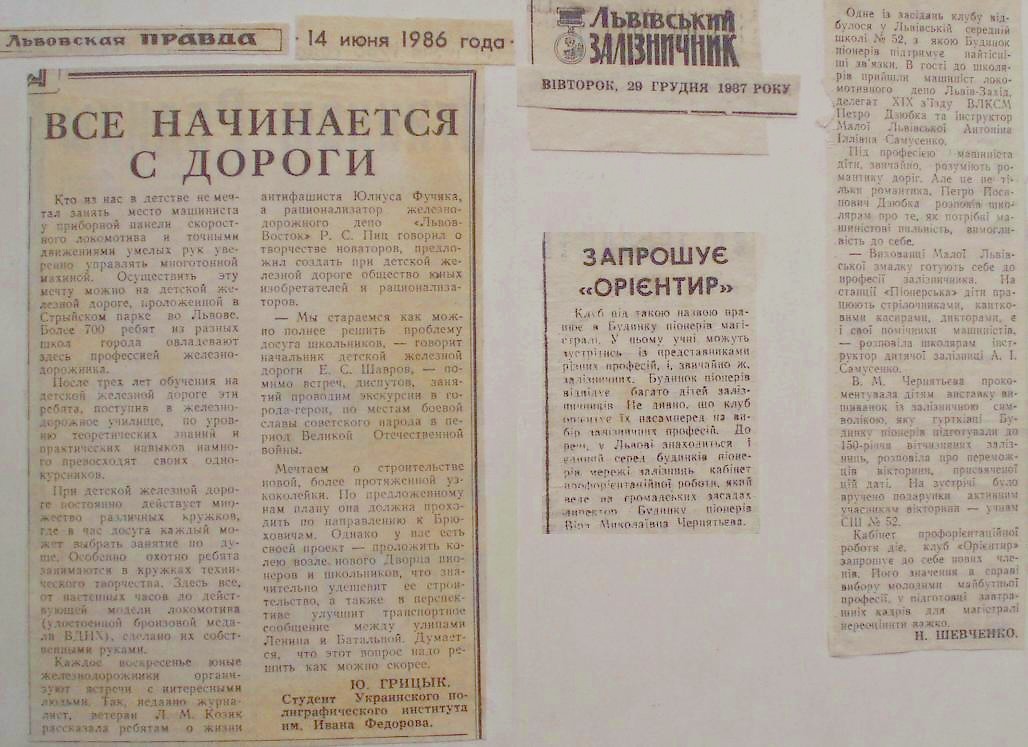 Львовская ПРАВДА
· 14 июня 1986 года ·
ВСЕ НАЧИНАЕТСЯ
С ДОРОГИ
Кто из нас в детстве не меч-
тал занять место машиниста
у приборной панели скорост-
ного локомотива и точными
движениями умелых рук уве-
ренно управлять многотонной
махиной. Осуществить эту
мечту можно на детской же-
лезной дороге, проложенной в
Стрыйском парке во Львове.
Более 700 ребят из разных
школ города овладевают
здесь профессией железно-
дорожника.
После трех лет обучения на
детской железной дороге эти
ребята, поступив в железно-
дорожное училище, по уров-
ню теоретических знаний и
практических навыков намно-
го превосходят своих одно-
курсников.
При детской железной доро-
ге постоянно действует мно-
жество различных кружков,
где в час досуга каждый мо-
жет выбрать занятие по ду-
ше. Особенно охотно ребята
занимаются в кружках техни-
ческого творчества. Здесь все,
от настенных часов до дейст-
вующей модели локомотива
(удостоенной бронзовой меда-
ли ВДНХ), сделано их собст-
венными руками.
Каждое воскресенье юные
железнодорожники органи-
зуют встречи с интересными
людьми. Так, недавно журна-
лист, ветеран Л. М. Козик
рассказала ребятам о жизни
антифашиста Юлиуса Фучика,
а рационализатор железно-
дорожного депо «Львов-
Восток» Р. С. Пиц говорил о
творчестве новаторов, предло-
жил создать при детской же-
лезной дороге общество юных
изобретателей и рационализа-
торов.
— Мы стараемся как мож-
но полнее решить проблему
досуга школьников, — говорит
начальник детской железной
дороги Е. С. Шавров, — по-
мимо встреч, диспутов, заня-
тий проводим экскурсии в го-
рода-герои, по местам боевой
славы советского народа в пе-
риод Великой Отечественной
войны.
Мечтаем о строительстве
новой, более протяженной уз-
коколейки. По предложенному
нам плану она должна прохо-
дить по направлению к Брю-
ховичам. Однако у нас есть
свой проект — проложить ко-
лею возле нового Дворца пио-
неров и школьников, что зна-
чительно удешевит ее строи-
тельство, а также в перспек-
тиве улучшит транспортное
сообщение между улицами
Ленина и Батальной. Думает-
ся, что этот вопрос надо ре-
шить как можно скорее.
Ю. ГРИЦЫК.
Студент Украинского по-
лиграфического института
им. Ивана Федорова.
ЛЬВІВСЬКИЙ
ЗАЛІЗНИЧНИК
ВІВТОРОК, 29 ГРУДНЯ 1987 РОКУ
ЗАПРОШУЄ
«ОРІЄНТИР»
Клуб під такою назвою пра-
цює в Будинку піонерів магі-
стралі. У ньому учні можуть
зустрітись із представниками
різних професій, і, звичайно ж,
залізничних. Будинок піонерів
відвідує багато дітей заліз-
ничників Не дивно, що клуб
орієнтує їх насамперед на ви-
бір залізничних професій. До
речі, у Львові знаходиться і
єдиний серед будинків піоне-
рів мережі залізниць кабінет
профорієнтаційної роботи, який
веде на громадських засадах
директор Будинку піонерів
Віра Миколаївна Чернятьєва.
Одне із засідань клубу від-
булося у Львівській середній
школі № 52, з якою Будинок
піонерів підтримує найтісні-
ші зв'язки. В гості до школя-
рів прийшли машиніст локо-
мотивного депо Львів-Захід,
делегат XIX з'їзду ВЛКСМ
Петро Дзюбка та інструктор
Малої Львівської Антоніна
Іллівна Самусенко.
Під професією машиніста
діти, звичайно, розуміють ро-
мантику доріг. Але це не ті-
льки романтика. Петро Йоси-
пович Дзюбка розповів шко-
лярам про те, як потрібні ма-
шиністові пильність, вимогли-
вість до себе.
— Вихованці Малої Львів-
ської змалку готують себе до
професії залізничника. На
станції «Піонерська» діти пра-
цюють стрілочниками, квитко-
вими касирами, дикторами, є
і свої помічники машиністів,
— розповіла школярам інс-
труктор дитячої залізниці А. І.
Самусенко.
В. М. Чернятьєва проко-
ментувала дітям виставку ви-
шиванок із залізничною сим-
волікою, яку гуртківці Бу-
динку піонерів підготували до
150-річчя вітчизняних заліз-
ниць, розповіла про перемож-
ців вікторини, присвяченої
цій даті. На зустрічі було
вручено подарунки активним
учасникам вікторини — учням
СШ № 52.
Кабінет профорієнтаційної
роботи діє, клуб «Орієнтир»
запрошує до себе нових чле-
нів. Його значення в справі
вибору молодими майбутньої
професії, у підготовці завтра-
шніх кадрів для магістралі
переоцінити важко.
Н. ШЕВЧЕНКО.